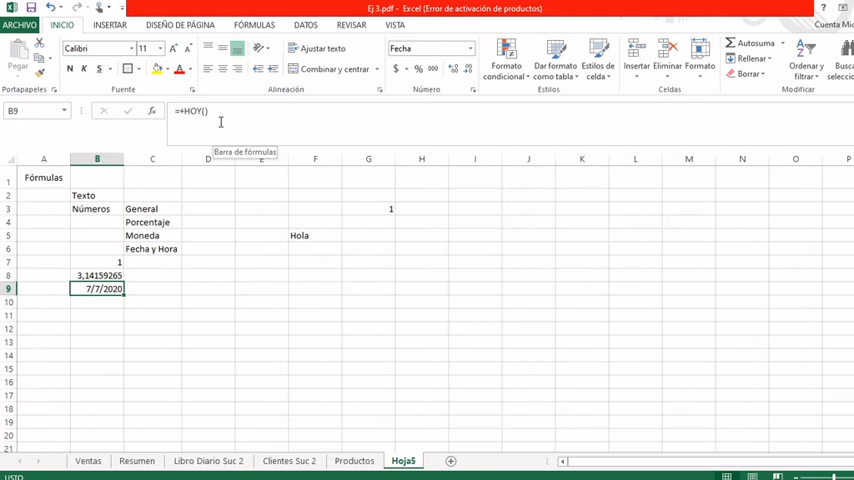 Ej 3.pdf - Excel (Error de activación de productos)
ARCHIVO INICIO INSERTAR DISEÑO DE PÁGINA FÓRMULAS DATOS REVISAR VISTA Cuenta Mic
Pegar Calibri 11 Ajustar texto Fecha Formato condicional Dar formato como tabla Estilos de celda Insertar Eliminar Formato Autosuma Rellenar Borrar Ordenar y filtrar Busca selecc
N K S A Combinar y centrar $ % 000
Portapapeles Fuente Alineación Número Estilos Celdas Modificar
B9 fx =+HOY()
Barra de fórmulas
A B C D E F G H I J K L M N O P
1 Fórmulas
2 Texto
3 Números General 1
4 Porcentaje
5 Moneda Hola
6 Fecha y Hora
7 1
8 3,14159265
9 7/7/2020
10
11
12
13
14
15
16
17
18
19
20
21
Ventas Resumen Libro Diario Suc 2 Clientes Suc 2 Productos Hoja5
LISTO